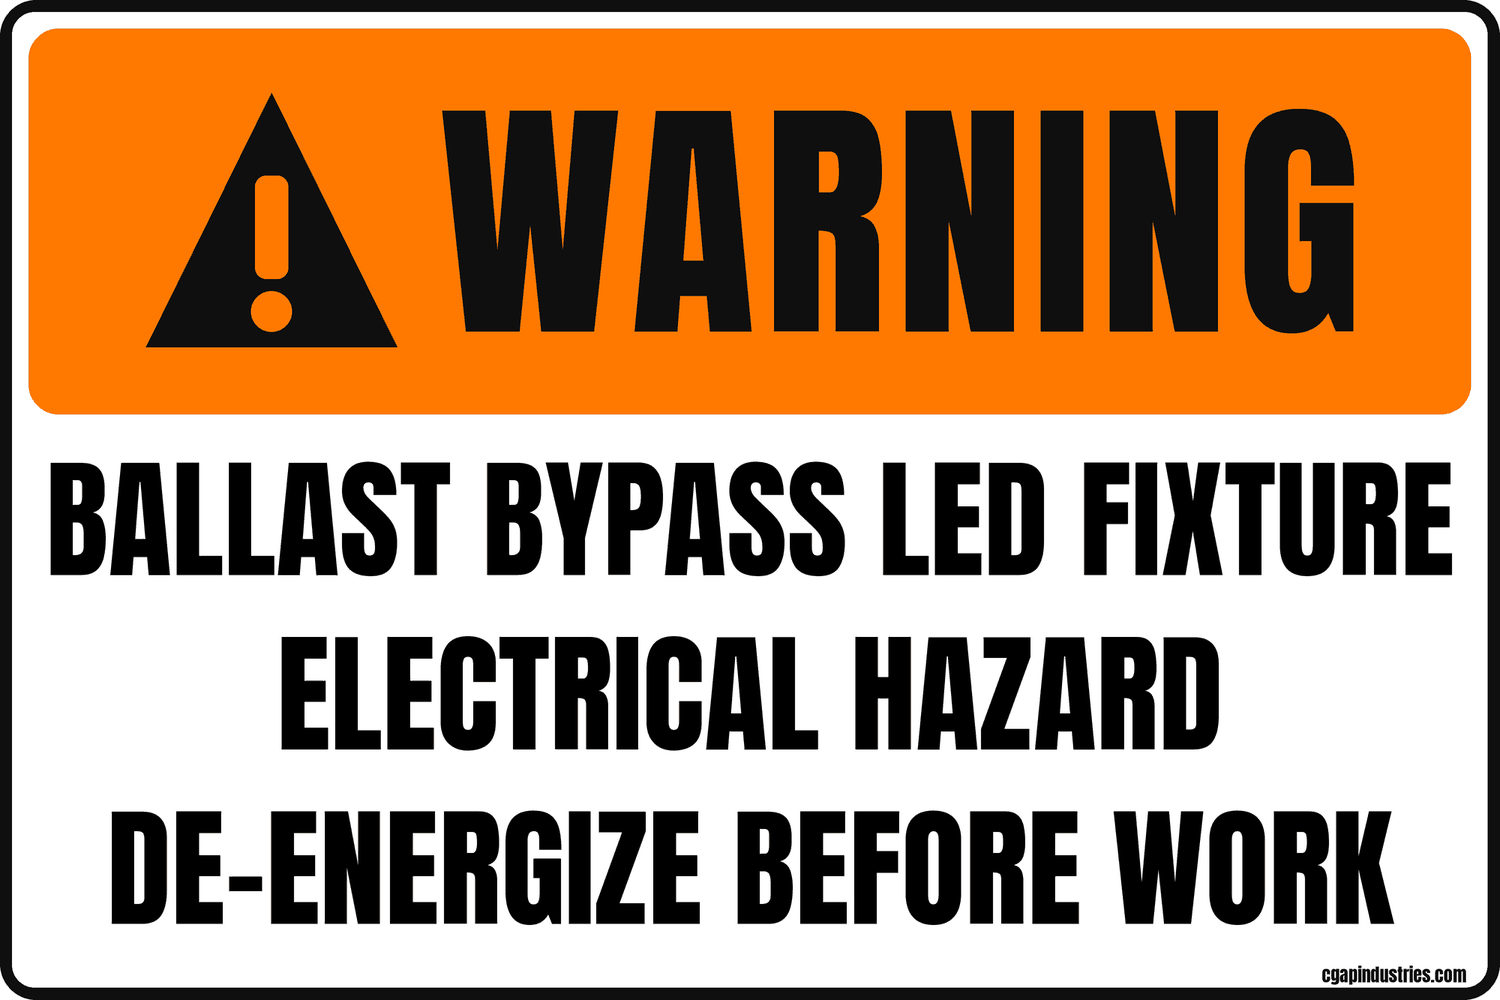 WARNING
BALLAST BYPASS LED FIXTURE
ELECTRICAL HAZARD
DE-ENERGIZE BEFORE WORK
cgapindustries.com